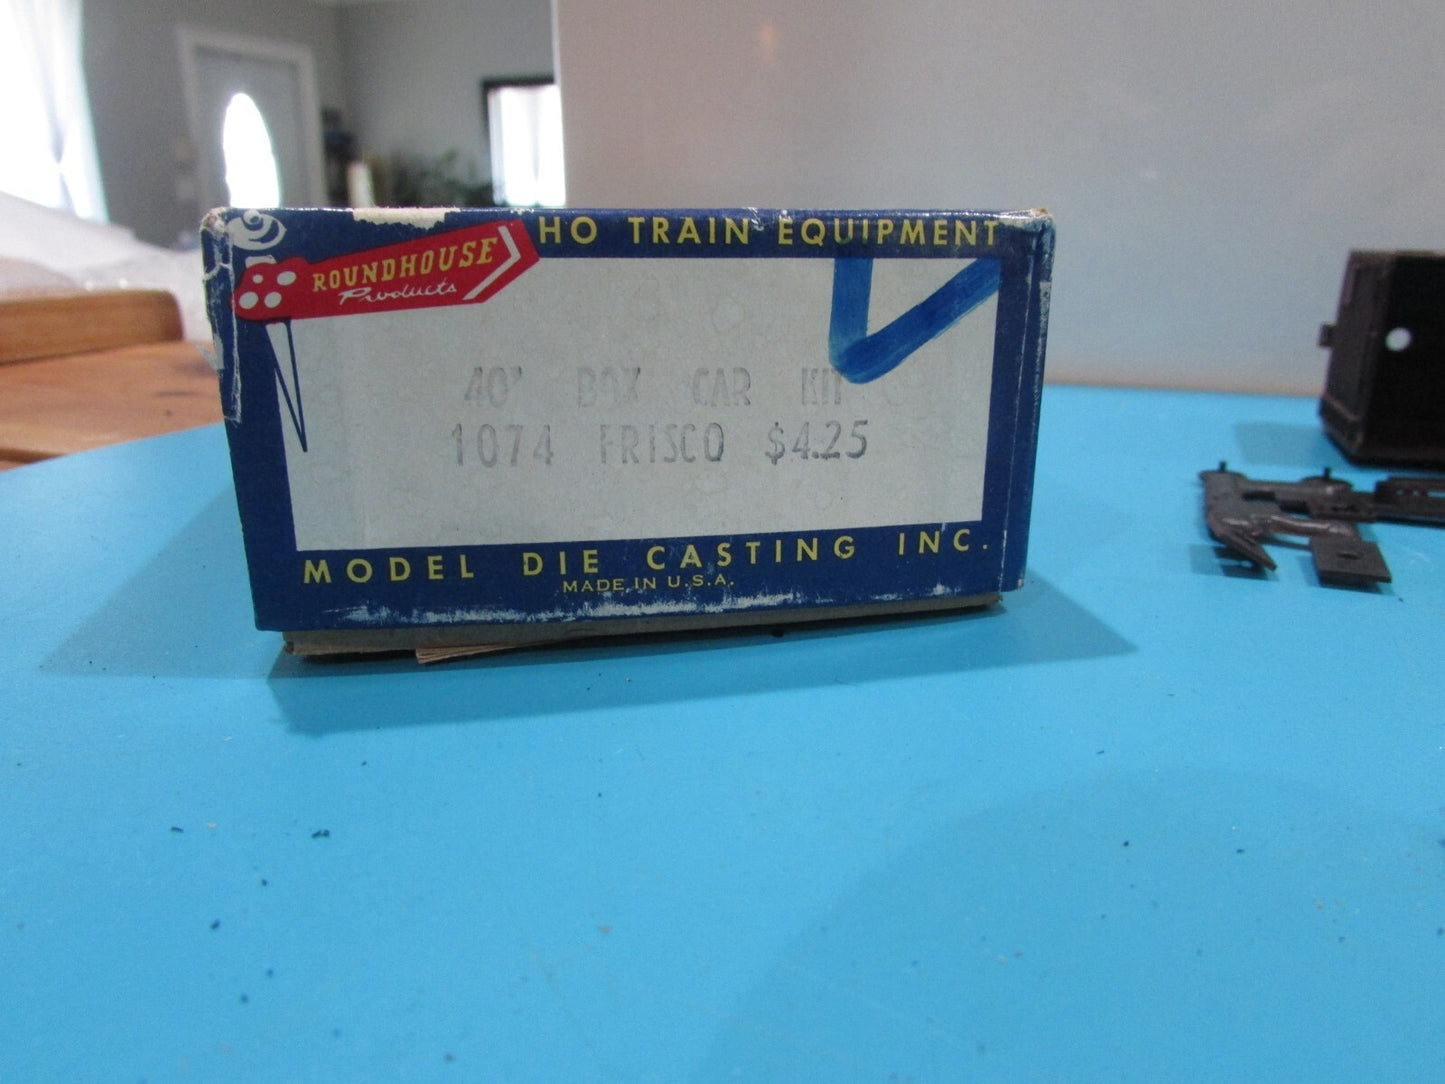 HO TRAIN EQUIPMENT
ROUNDHOUSE
Products
40' BOX CAR KIT
1074 FRISCO $4.25
MODEL DIE CASTING INC.
MADE IN U.S.A.